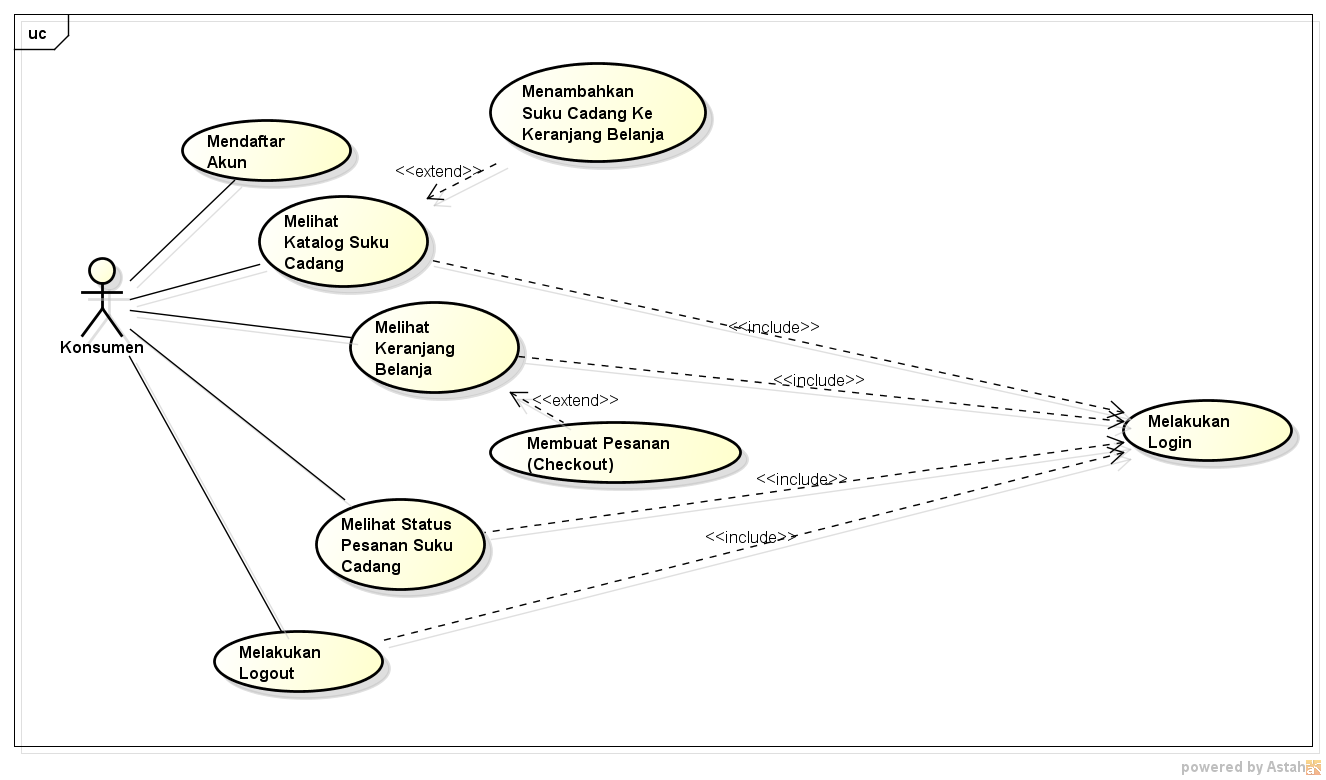 uc
Menambahkan
Suku Cadang Ke
Keranjang Belanja
Mendaftar
Akun
<<extend>>
Melihat
Katalog Suku
Cadang
Konsumen
Melihat
Keranjang
Belanja
<<include>>
<<include>>
<<extend>>
Membuat Pesanan
(Checkout)
Melakukan
Login
<<include>>
Melihat Status
Pesanan Suku
Cadang
<<include>>
Melakukan
Logout
powered by Astah